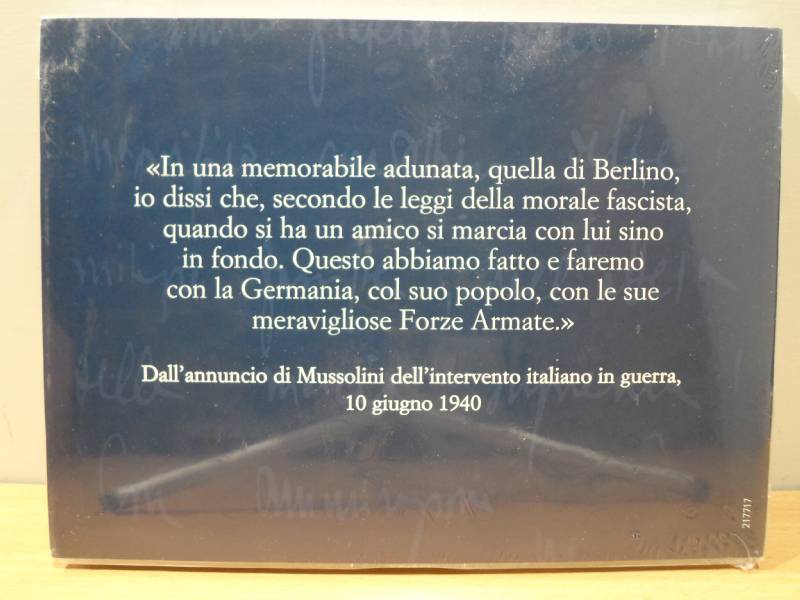 «In una memorabile adunata, quella di Berlino,
io dissi che, secondo le leggi della morale fascista,
quando si ha un amico si marcia con lui sino
in fondo. Questo abbiamo fatto e faremo
con la Germania, col suo popolo, con le sue
meravigliose Forze Armate.»
Dall'annuncio di Mussolini dell'intervento italiano in guerra,
10 giugno 1940
217717